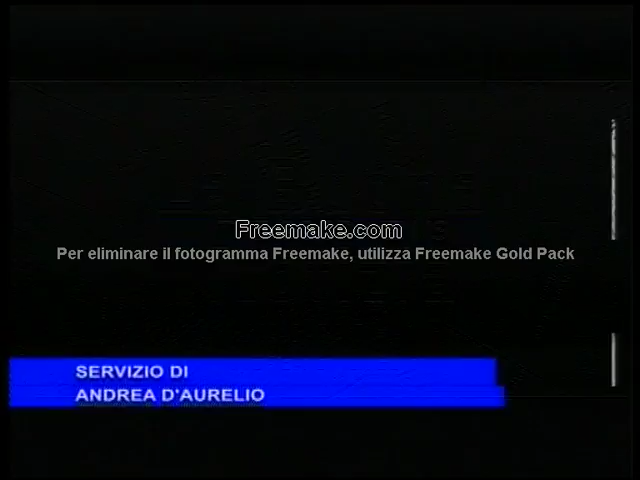 Freemake.com
Per eliminare il fotogramma Freemake, utilizza Freemake Gold Pack
SERVIZIO DI
ANDREA D'AURELIO